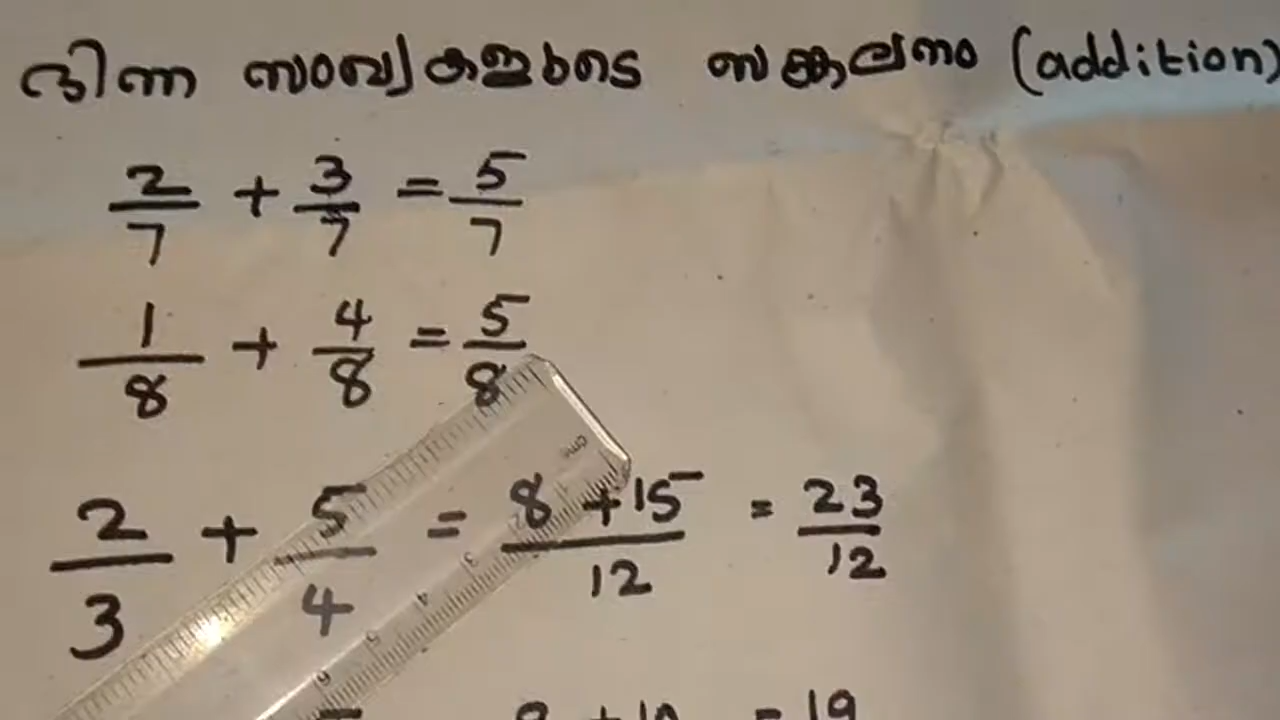 ഭിന്ന സംഖ്യകളുടെ സങ്കലനം (addition)
2/7 + 3/7 = 5/7
1/8 + 4/8 = 5/8
2/3 + 5/4 = 8+15/12 = 23/12
= 19